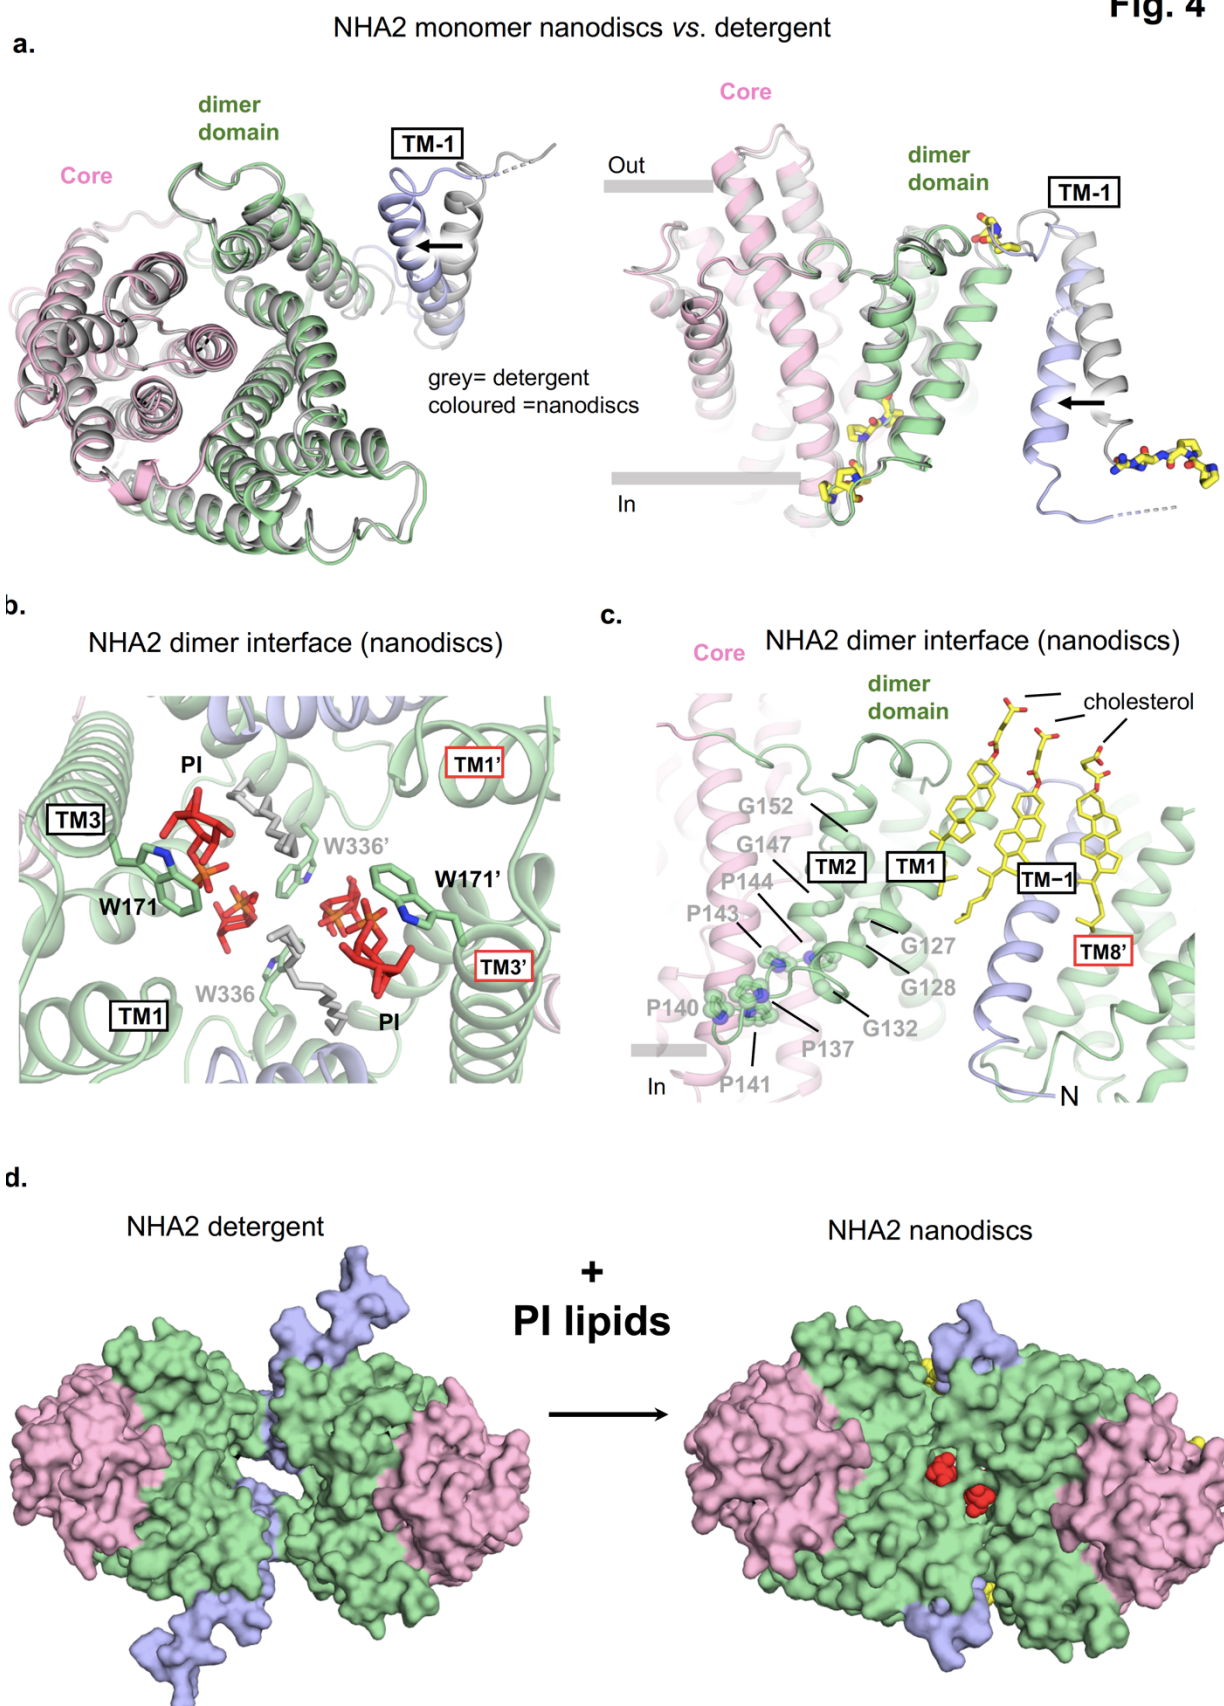 Fig. 4
NHA2 monomer nanodiscs vs. detergent
a.
dimer
domain
TM-1
Core
grey= detergent
coloured =nanodiscs
Core
Out
dimer
domain
TM-1
In
b.
NHA2 dimer interface (nanodiscs)
PI
TM1'
TM3
W336'
W171'
W171
TM3'
W336
TM1
PI
c.
NHA2 dimer interface (nanodiscs)
Core
dimer
domain
cholesterol
G152
G147
TM2
TM1
P144
TM−1
P143
G127
TM8'
G128
P140
G132
P137
In
P141
N
d.
NHA2 detergent
+
PI lipids
NHA2 nanodiscs